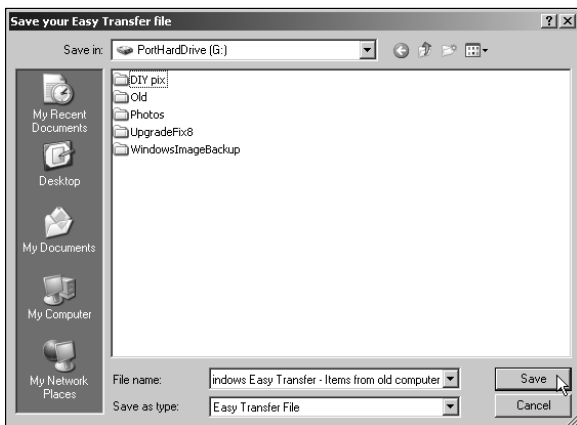 Save your Easy Transfer file
Save in: PortHardDrive (G:)
My Recent
Documents
Desktop
My Documents
My Computer
My Network
Places
DIY pix
Old
Photos
UpgradeFix8
WindowsImageBackup
File name: indows Easy Transfer - Items from old computer
Save
Save as type: Easy Transfer File
Cancel